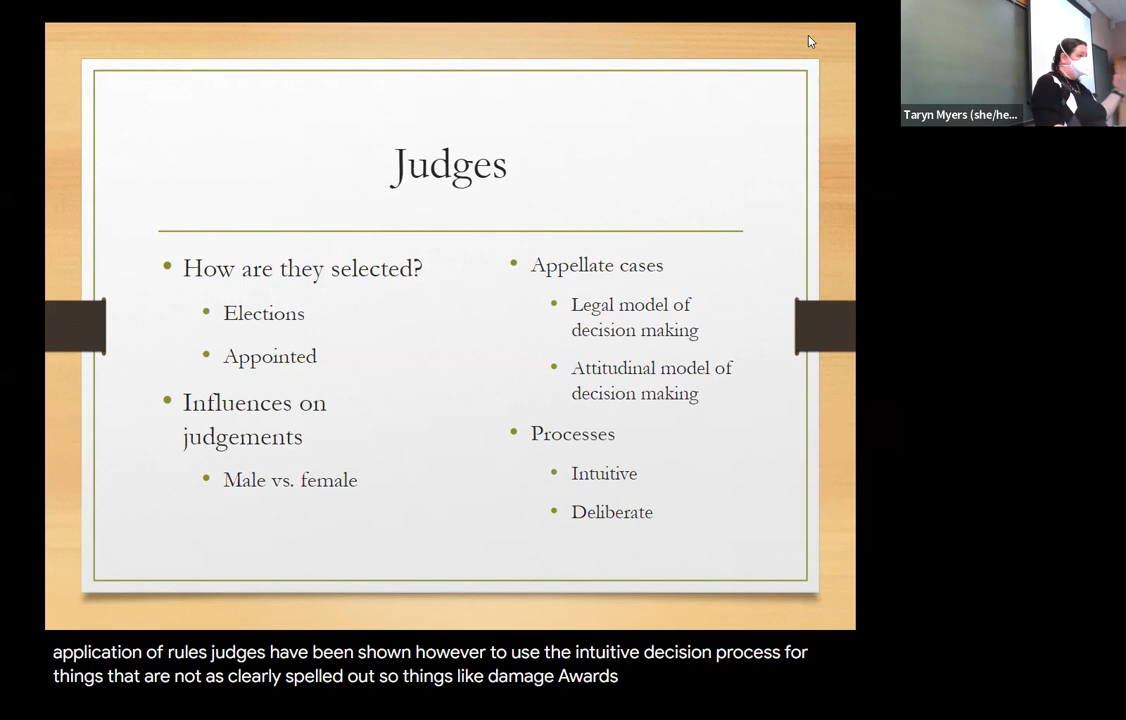 Judges
How are they selected?
Elections
Appointed
Influences on
judgements
Male vs. female
Appellate cases
Legal model of
decision making
Attitudinal model of
decision making
Processes
Intuitive
Deliberate
Taryn Myers (she/he...
application of rules judges have been shown however to use the intuitive decision process for
things that are not as clearly spelled out so things like damage Awards